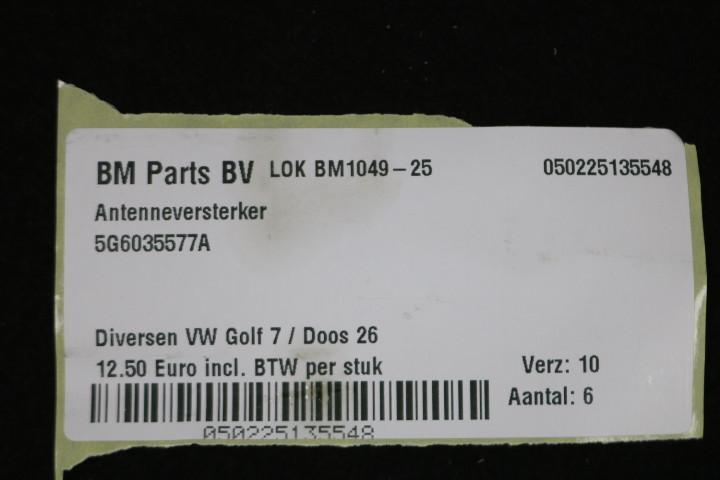 BM Parts BV LOK BM1049-25 050225135548
Antenneversterker
5G6035577A
Diversen VW Golf 7 / Doos 26
12.50 Euro incl. BTW per stuk Verz: 10
Aantal: 6
050225135548